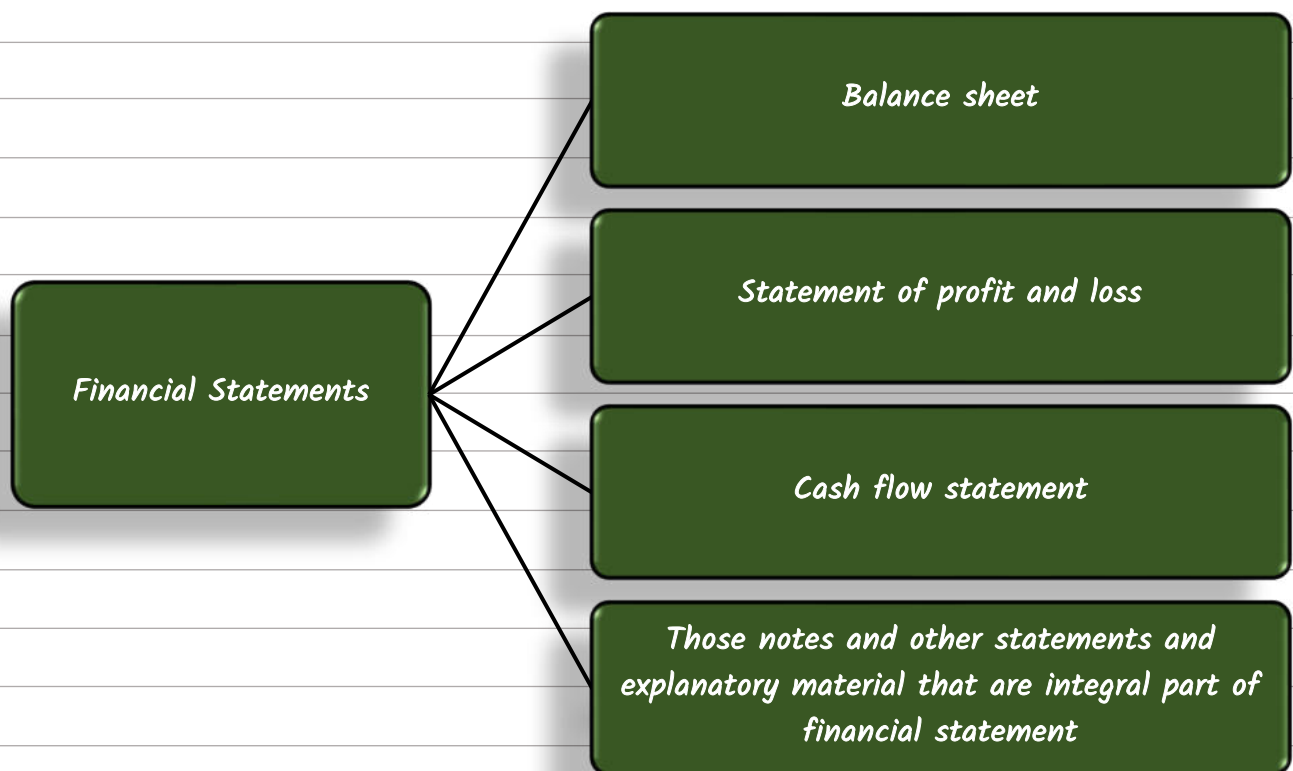 Balance sheet
Statement of profit and loss
Financial Statements
Cash flow statement
Those notes and other statements and
explanatory material that are integral part of
financial statement